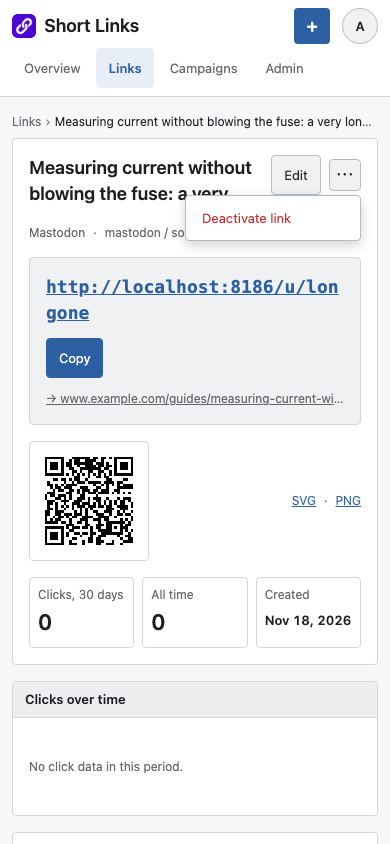 Short Links
+
A
Overview Links Campaigns Admin
Links › Measuring current without blowing the fuse: a very lon...
Measuring current without
blowing the fuse: a very
Edit
...
Deactivate link
Mastodon · mastodon / so
http://localhost:8186/u/lon
gone
Copy
→ www.example.com/guides/measuring-current-wi...
SVG · PNG
Clicks, 30 days
0
All time
0
Created
Nov 18, 2026
Clicks over time
No click data in this period.